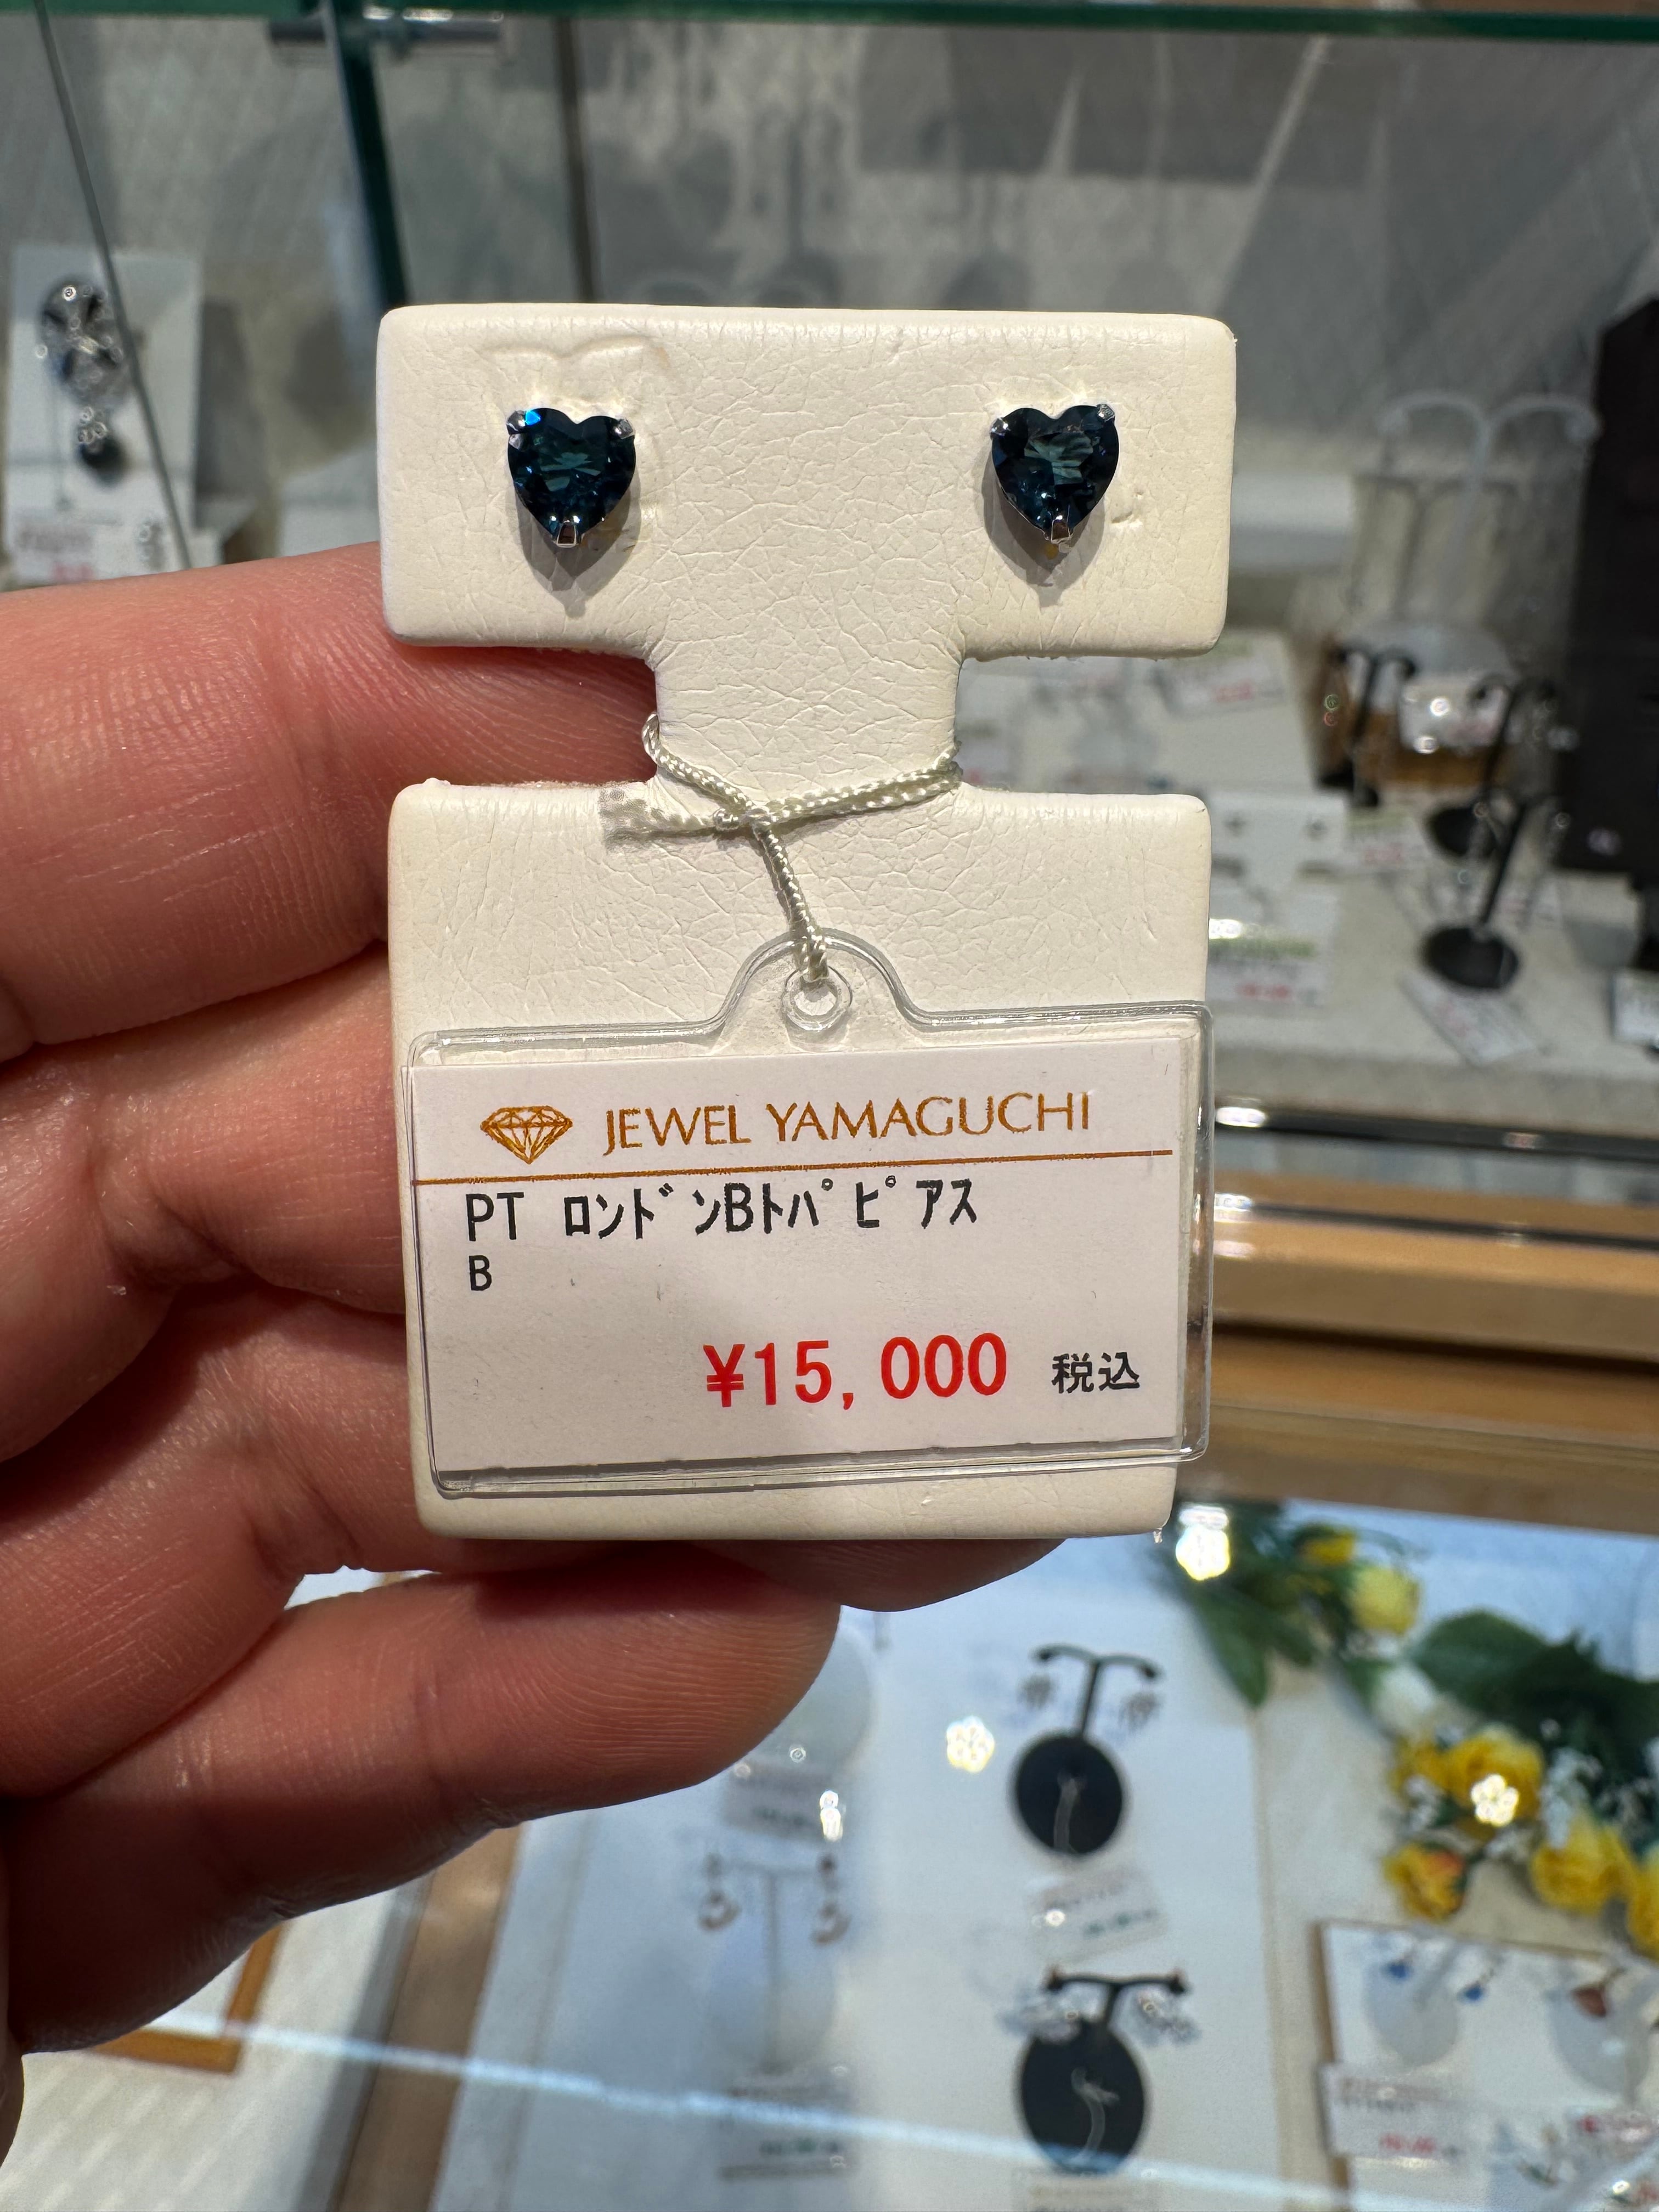 JEWEL YAMAGUCHI
PT ﾛﾝﾄﾞﾝBﾄﾊﾟﾋﾟｱｽ
B
¥15,000 税込